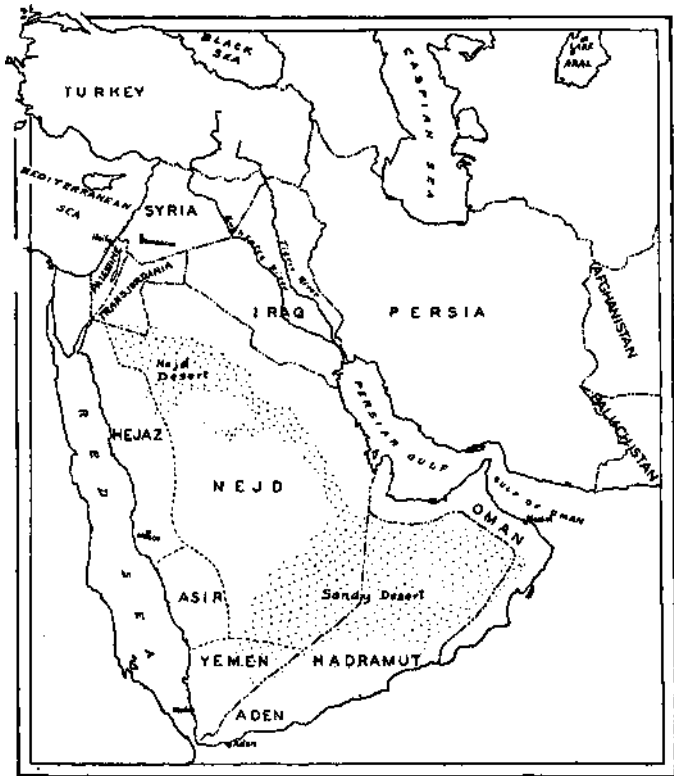 BLACK
SEA
LAKE
ARAL
CASPIAN SEA
TURKEY
MEDITERRANEAN
SEA
SYRIA
Euphrates River
Tigris River
PALESTINE
TRANSJORDANIA
IRAQ
PERSIA
AFGHANISTAN
BALUCHISTAN
Nejd
Desert
PERSIAN GULF
GULF OF OMAN
HEJAZ
RED SEA
NEJD
OMAN
ASIR
Sandy Desert
YEMEN
HADRAMUT
ADEN
Aden